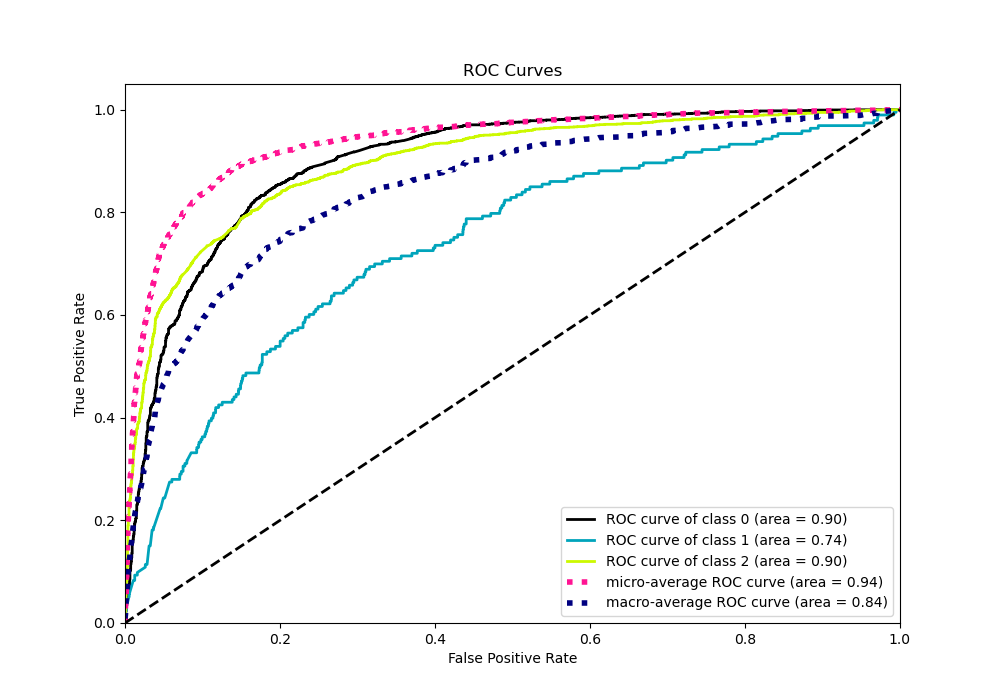 ROC Curves
True Positive Rate
1.0
0.8
0.6
0.4
0.2
0.0
0.0 0.2 0.4 0.6 0.8 1.0
False Positive Rate
ROC curve of class 0 (area = 0.90)
ROC curve of class 1 (area = 0.74)
ROC curve of class 2 (area = 0.90)
micro-average ROC curve (area = 0.94)
macro-average ROC curve (area = 0.84)